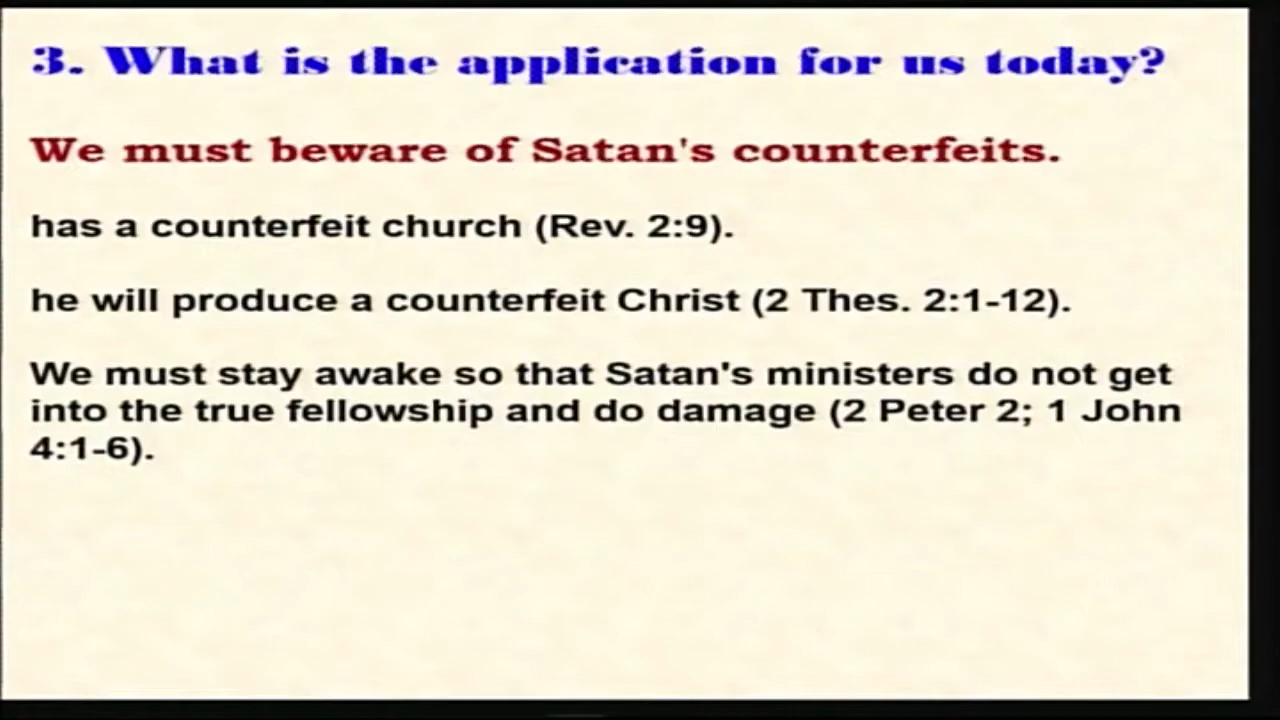 3. What is the application for us today?
We must beware of Satan's counterfeits.
has a counterfeit church (Rev. 2:9).
he will produce a counterfeit Christ (2 Thes. 2:1-12).
We must stay awake so that Satan's ministers do not get
into the true fellowship and do damage (2 Peter 2; 1 John
4:1-6).